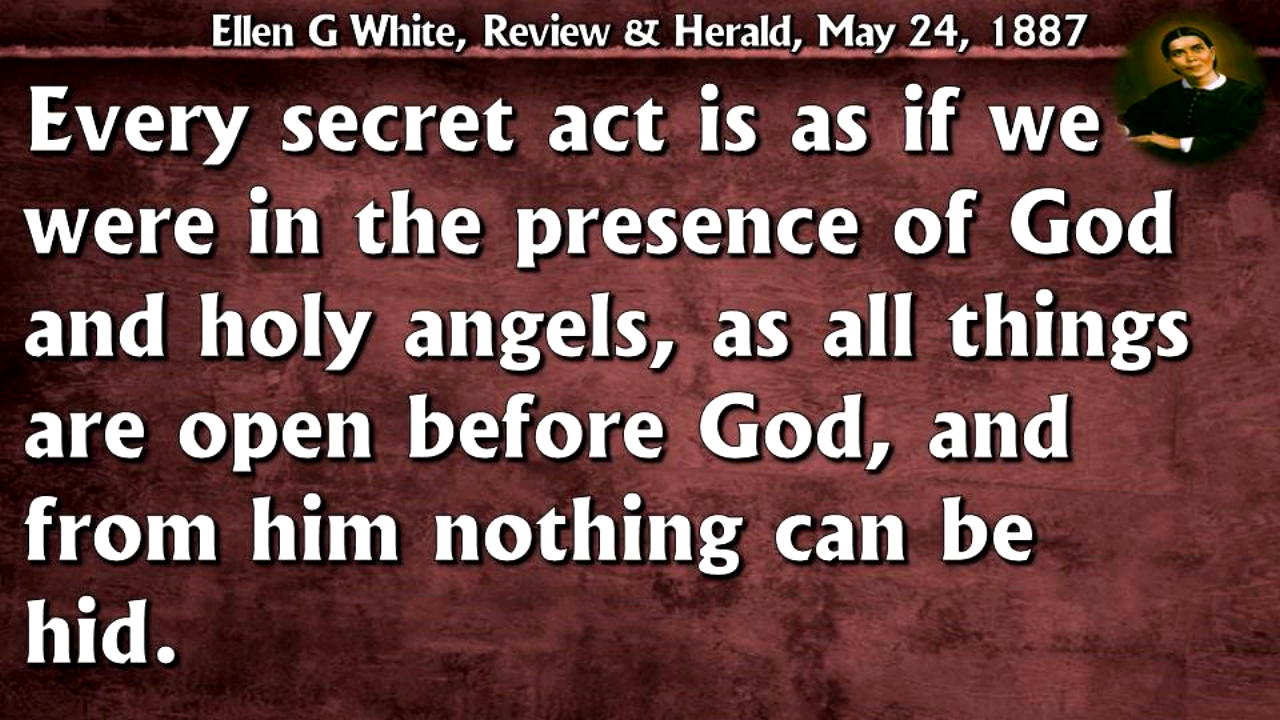 Ellen G White, Review & Herald, May 24, 1887
Every secret act is as if we
were in the presence of God
and holy angels, as all things
are open before God, and
from him nothing can be
hid.